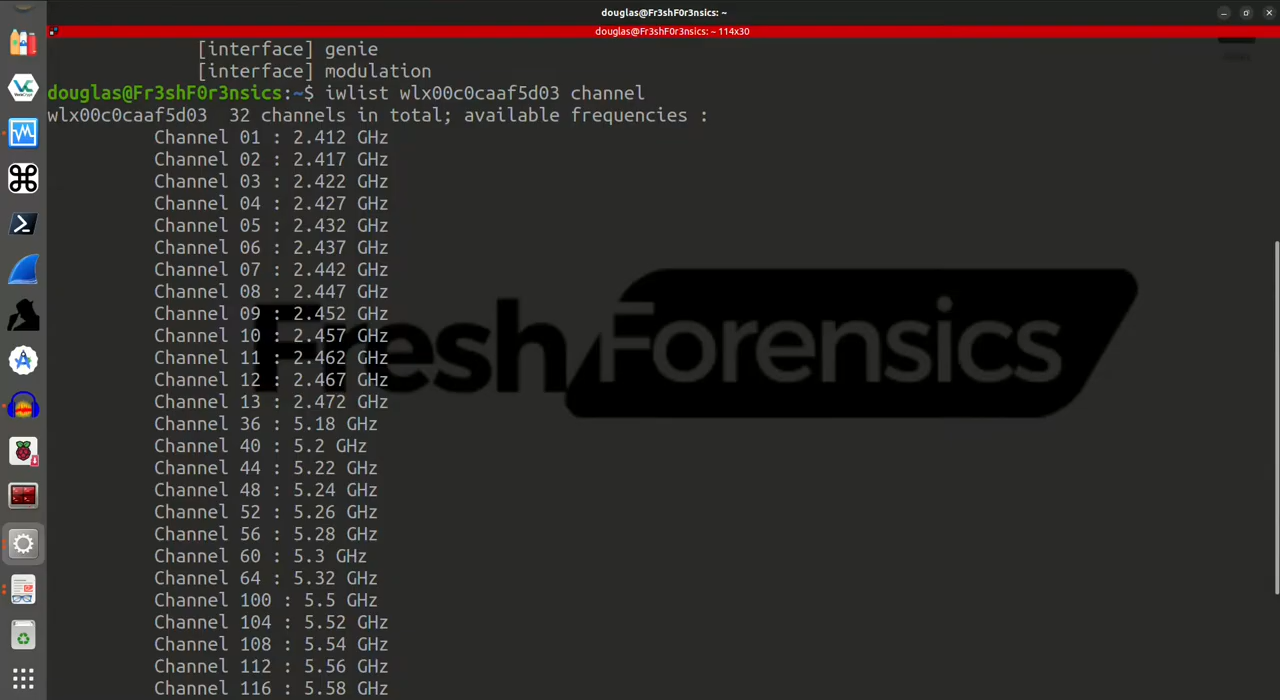 douglas@Fr3shF0r3nsics: ~
douglas@Fr3shF0r3nsics: ~ 114x30
[interface] genie
[interface] modulation
douglas@Fr3shF0r3nsics:~$ iwlist wlx00c0caaf5d03 channel
wlx00c0caaf5d03  32 channels in total; available frequencies :
Channel 01 : 2.412 GHz
Channel 02 : 2.417 GHz
Channel 03 : 2.422 GHz
Channel 04 : 2.427 GHz
Channel 05 : 2.432 GHz
Channel 06 : 2.437 GHz
Channel 07 : 2.442 GHz
Channel 08 : 2.447 GHz
Channel 09 : 2.452 GHz
Channel 10 : 2.457 GHz
Channel 11 : 2.462 GHz
Channel 12 : 2.467 GHz
Channel 13 : 2.472 GHz
Channel 36 : 5.18 GHz
Channel 40 : 5.2 GHz
Channel 44 : 5.22 GHz
Channel 48 : 5.24 GHz
Channel 52 : 5.26 GHz
Channel 56 : 5.28 GHz
Channel 60 : 5.3 GHz
Channel 64 : 5.32 GHz
Channel 100 : 5.5 GHz
Channel 104 : 5.52 GHz
Channel 108 : 5.54 GHz
Channel 112 : 5.56 GHz
Channel 116 : 5.58 GHz
Fresh Forensics